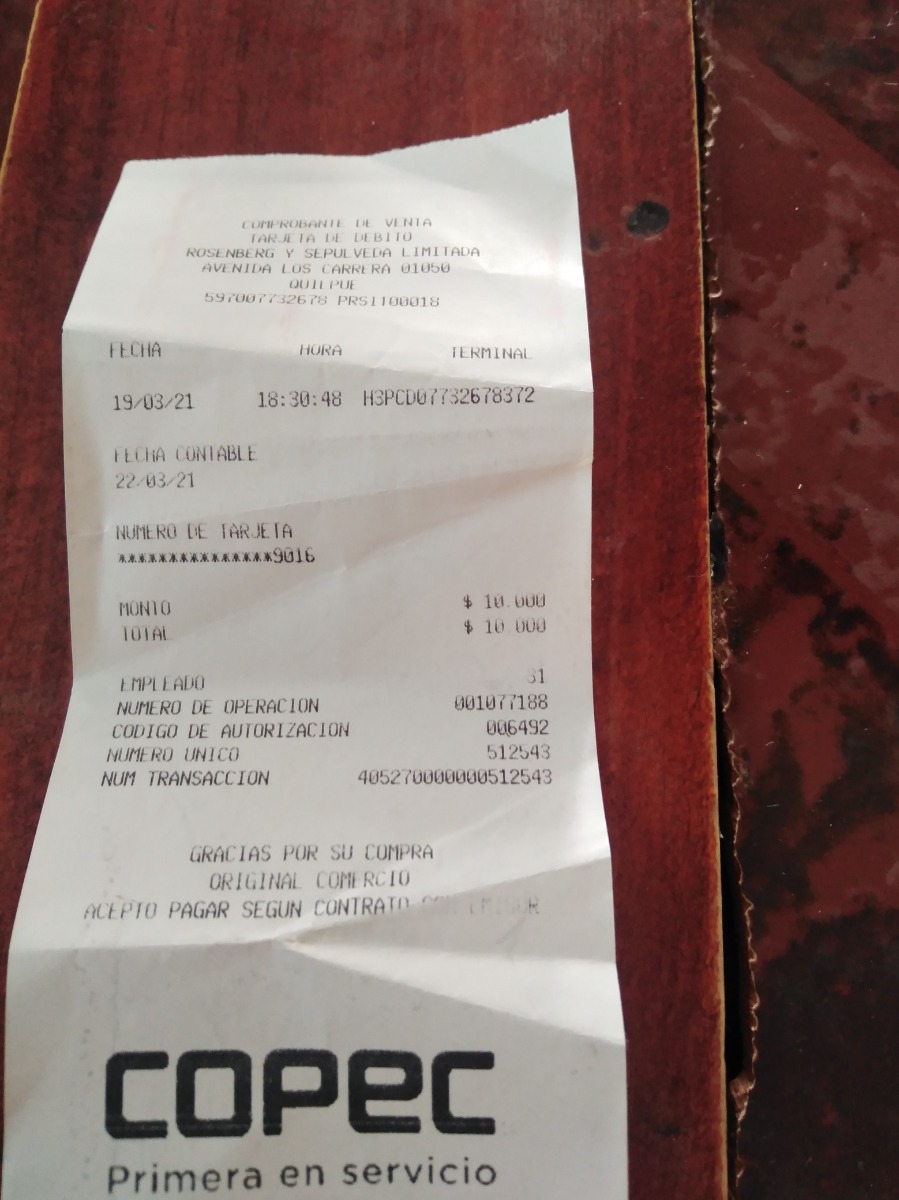 COMPROBANTE DE VENTA
TARJETA DE DEBITO
ROSENBERG Y SEPULVEDA LIMITADA
AVENIDA LOS CARRERA 01050
QUILPUE
597007732678 PRSIT00018
FECHA HORA TERMINAL
19/03/21 18:30:48 H3PCD07732678372
FECHA CONTABLE
22/03/21
NUMERO DE TARJETA
***************9016
MONTO $ 10.000
TOTAL $ 10.000
EMPLEADO 31
NUMERO DE OPERACION 001077188
CODIGO DE AUTORIZACION 006492
NUMERO UNICO 512543
NUM TRANSACCION 405270000000512543
GRACIAS POR SU COMPRA
ORIGINAL COMERCIO
ACEPTO PAGAR SEGUN CONTRATO CON EMISOR
COPEC
Primera en servicio